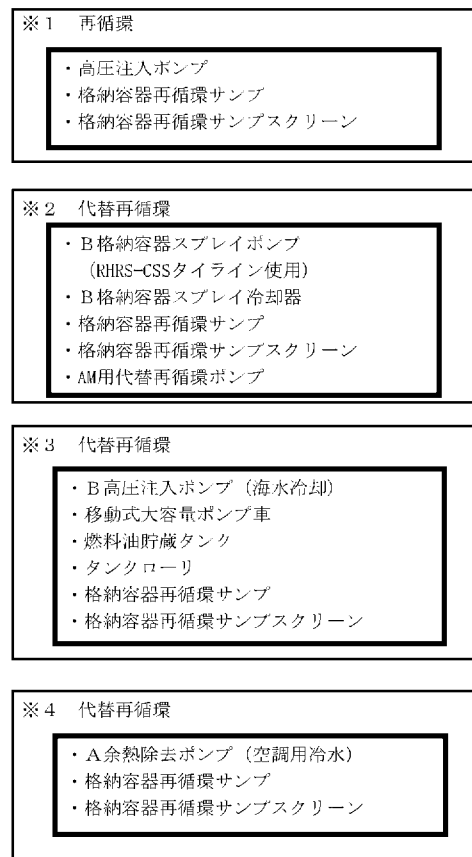 ※1　再循環
・高圧注入ポンプ
・格納容器再循環サンプ
・格納容器再循環サンプスクリーン
※2　代替再循環
・B格納容器スプレイポンプ
（RHRS-CSSタイライン使用）
・B格納容器スプレイ冷却器
・格納容器再循環サンプ
・格納容器再循環サンプスクリーン
・AM用代替再循環ポンプ
※3　代替再循環
・B高圧注入ポンプ（海水冷却）
・移動式大容量ポンプ車
・燃料油貯蔵タンク
・タンクローリ
・格納容器再循環サンプ
・格納容器再循環サンプスクリーン
※4　代替再循環
・A余熱除去ポンプ（空調用冷水）
・格納容器再循環サンプ
・格納容器再循環サンプスクリーン